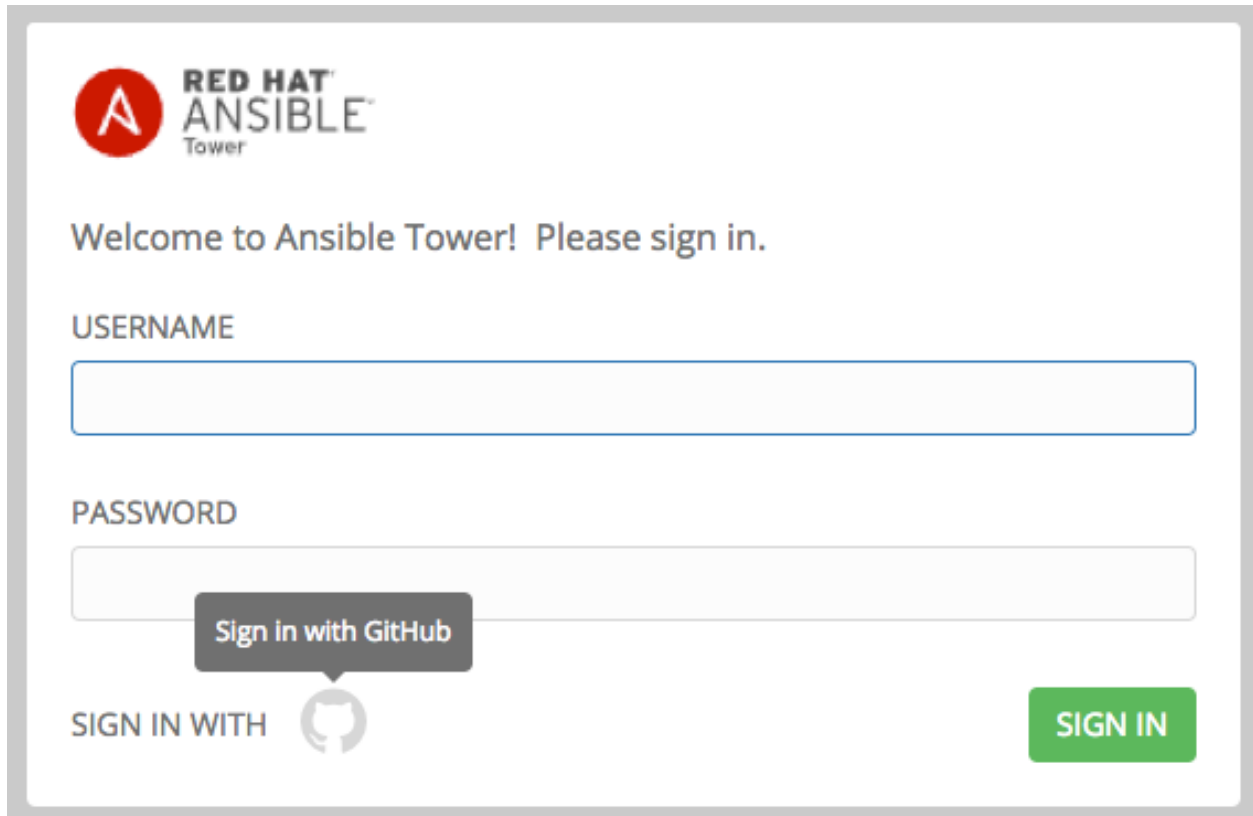 RED HAT
ANSIBLE
Tower
Welcome to Ansible Tower! Please sign in.
USERNAME
PASSWORD
Sign in with GitHub
SIGN IN WITH
SIGN IN